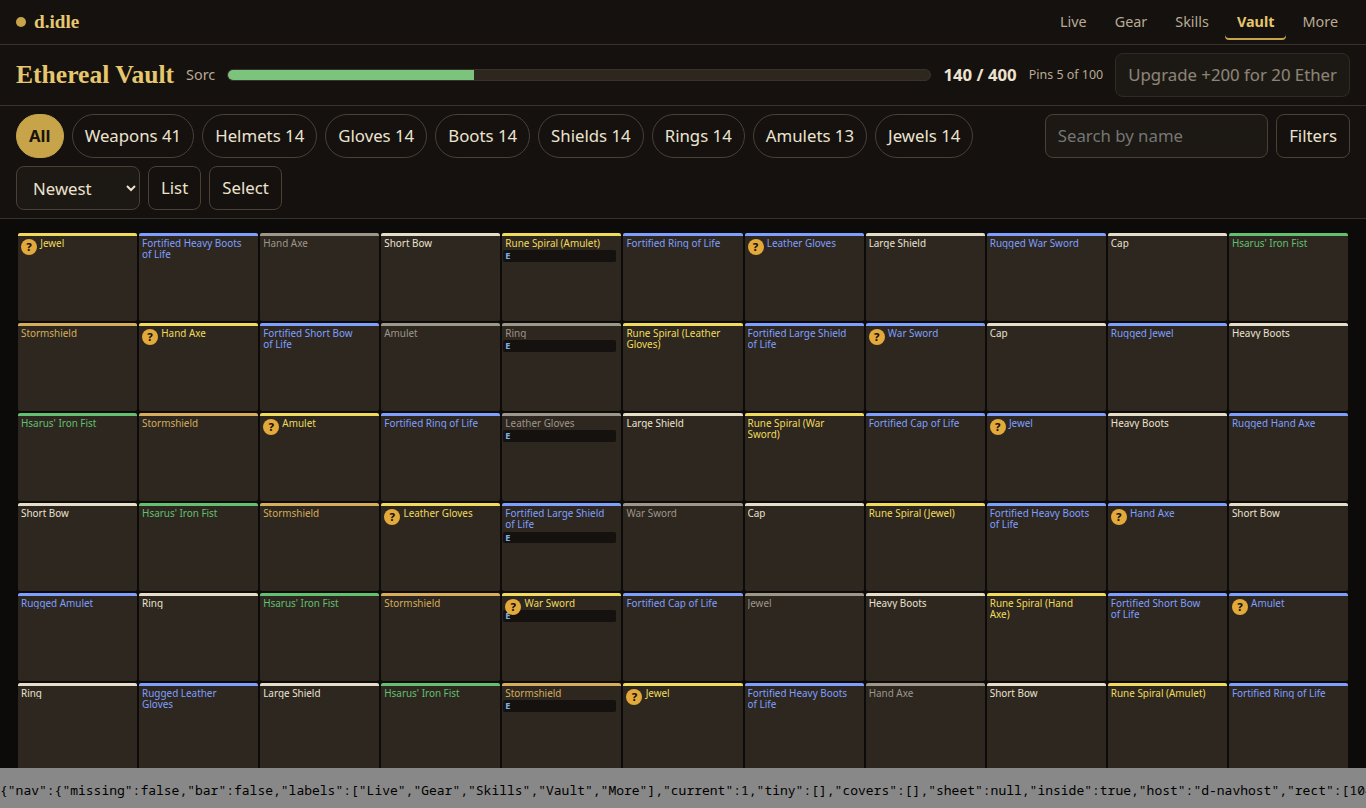 d.idle
Live Gear Skills Vault More
Ethereal Vault Sorc 140 / 400 Pins 5 of 100 Upgrade +200 for 20 Ether
All Weapons 41 Helmets 14 Gloves 14 Boots 14 Shields 14 Rings 14 Amulets 13 Jewels 14 Search by name Filters
Newest List Select
? Jewel
Fortified Heavy Boots
of Life
Hand Axe
Short Bow
Rune Spiral (Amulet)
E
Fortified Ring of Life
? Leather Gloves
Large Shield
Rugged War Sword
Cap
Hsarus' Iron Fist
Stormshield
? Hand Axe
Fortified Short Bow
of Life
Amulet
Ring
E
Rune Spiral (Leather
Gloves)
Fortified Large Shield
of Life
? War Sword
Cap
Rugged Jewel
Heavy Boots
Hsarus' Iron Fist
Stormshield
? Amulet
Fortified Ring of Life
Leather Gloves
E
Large Shield
Rune Spiral (War
Sword)
Fortified Cap of Life
? Jewel
Heavy Boots
Rugged Hand Axe
Short Bow
Hsarus' Iron Fist
Stormshield
? Leather Gloves
Fortified Large Shield
of Life
E
War Sword
Cap
Rune Spiral (Jewel)
Fortified Heavy Boots
of Life
? Hand Axe
Short Bow
Rugged Amulet
Ring
Hsarus' Iron Fist
Stormshield
? War Sword
E
Fortified Cap of Life
Jewel
Heavy Boots
Rune Spiral (Hand
Axe)
Fortified Short Bow
of Life
? Amulet
Ring
Rugged Leather
Gloves
Large Shield
Hsarus' Iron Fist
Stormshield
E
? Jewel
Fortified Heavy Boots
of Life
Hand Axe
Short Bow
Rune Spiral (Amulet)
Fortified Ring of Life
{"nav":{"missing":false,"bar":false,"labels":["Live","Gear","Skills","Vault","More"],"current":1,"tiny":[],"covers":[],"sheet":null,"inside":true,"host":"d-navhost","rect":[10